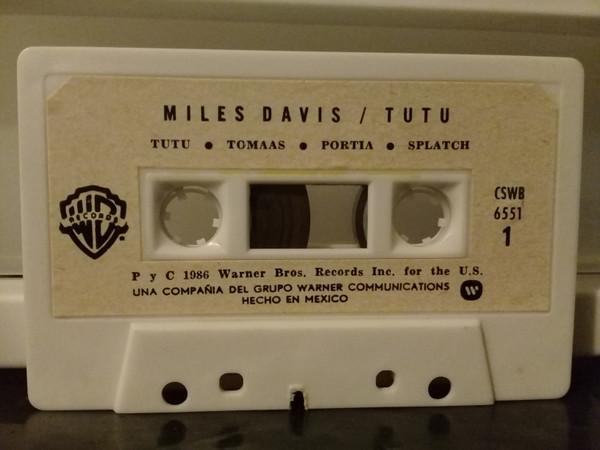 MILES DAVIS / TUTU
TUTU ● TOMAAS ● PORTIA ● SPLATCH
WB
RECORDS
CSWB
6551
1
P y C 1986 Warner Bros. Records Inc. for the U.S.
UNA COMPAÑIA DEL GRUPO WARNER COMMUNICATIONS
HECHO EN MEXICO